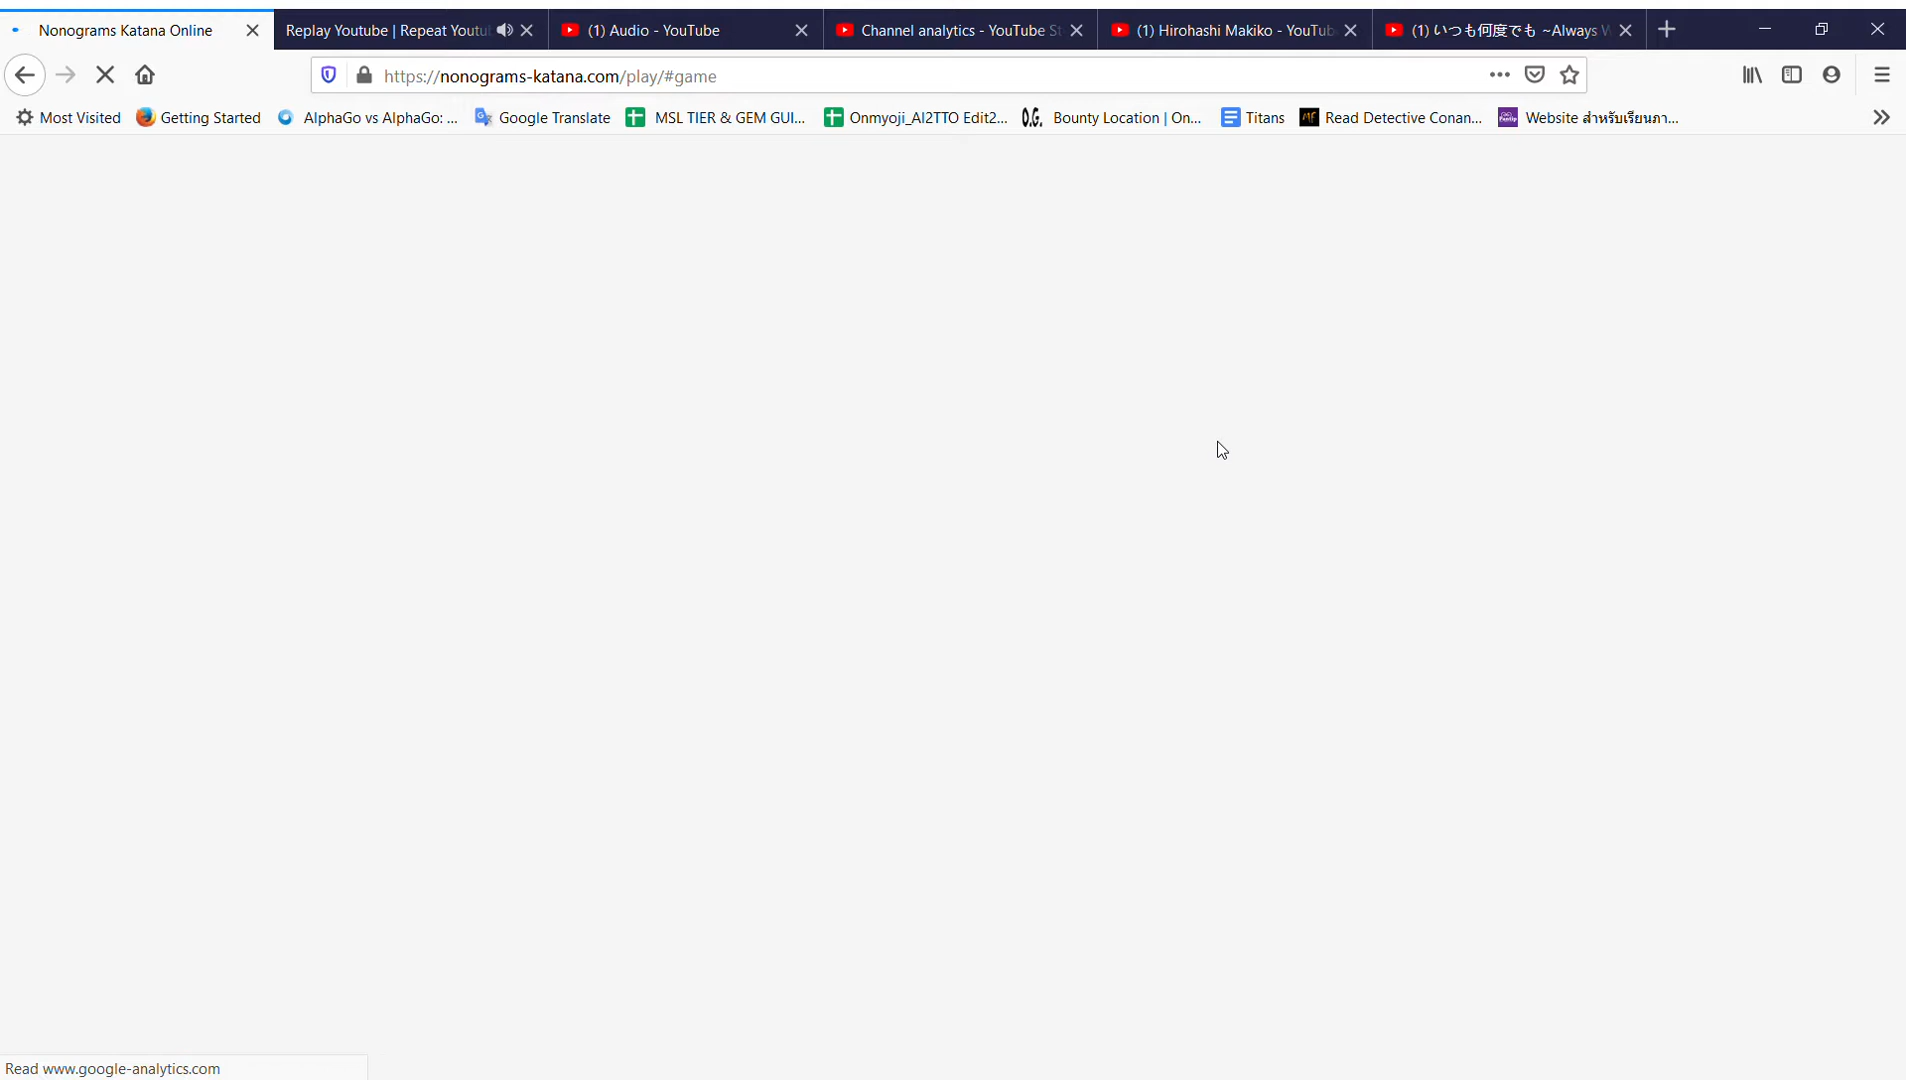 Nonograms Katana Online
Replay Youtube | Repeat Youtu
(1) Audio - YouTube
Channel analytics - YouTube St
(1) Hirohashi Makiko - YouTub
(1) いつも何度でも ~Always W
https://nonograms-katana.com/play/#game
Most Visited
Getting Started
AlphaGo vs AlphaGo: ...
Google Translate
MSL TIER & GEM GUI...
Onmyoji_AI2TTO Edit2...
O.G.
Bounty Location | On...
Titans
MF
Read Detective Conan...
Website สำหรับเรียนภา...
Read www.google-analytics.com